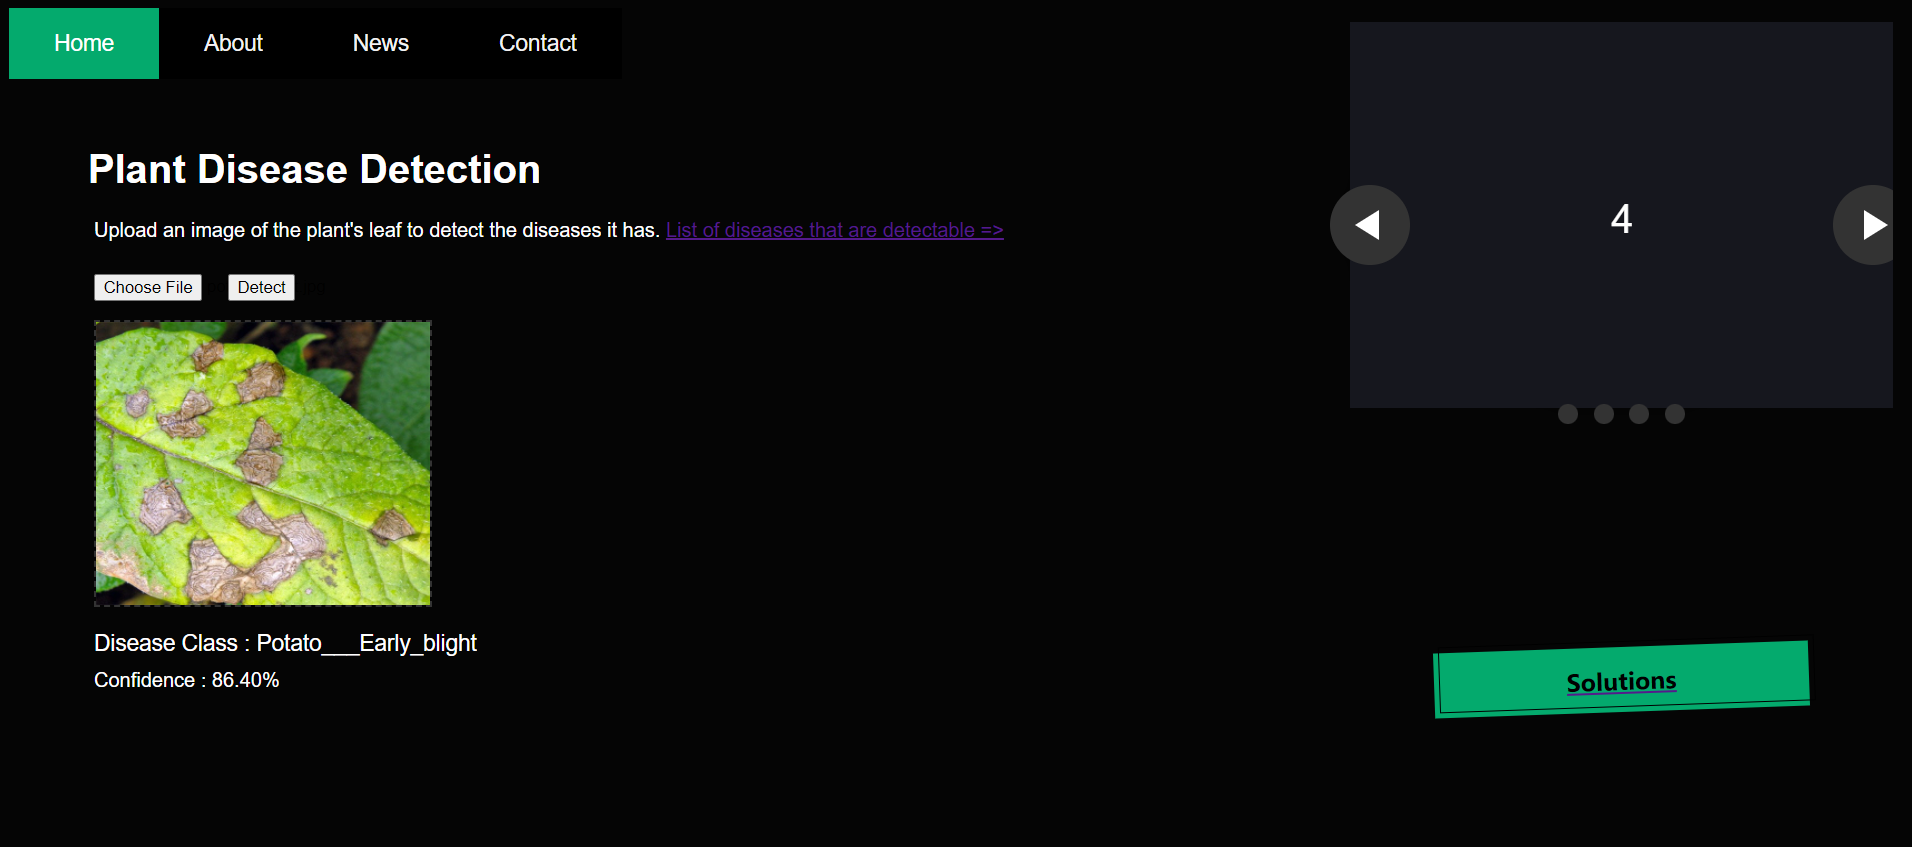 Home About News Contact
Plant Disease Detection
Upload an image of the plant's leaf to detect the diseases it has. List of diseases that are detectable =>
Choose File Detect
4
Disease Class : Potato___Early_blight
Confidence : 86.40%
Solutions